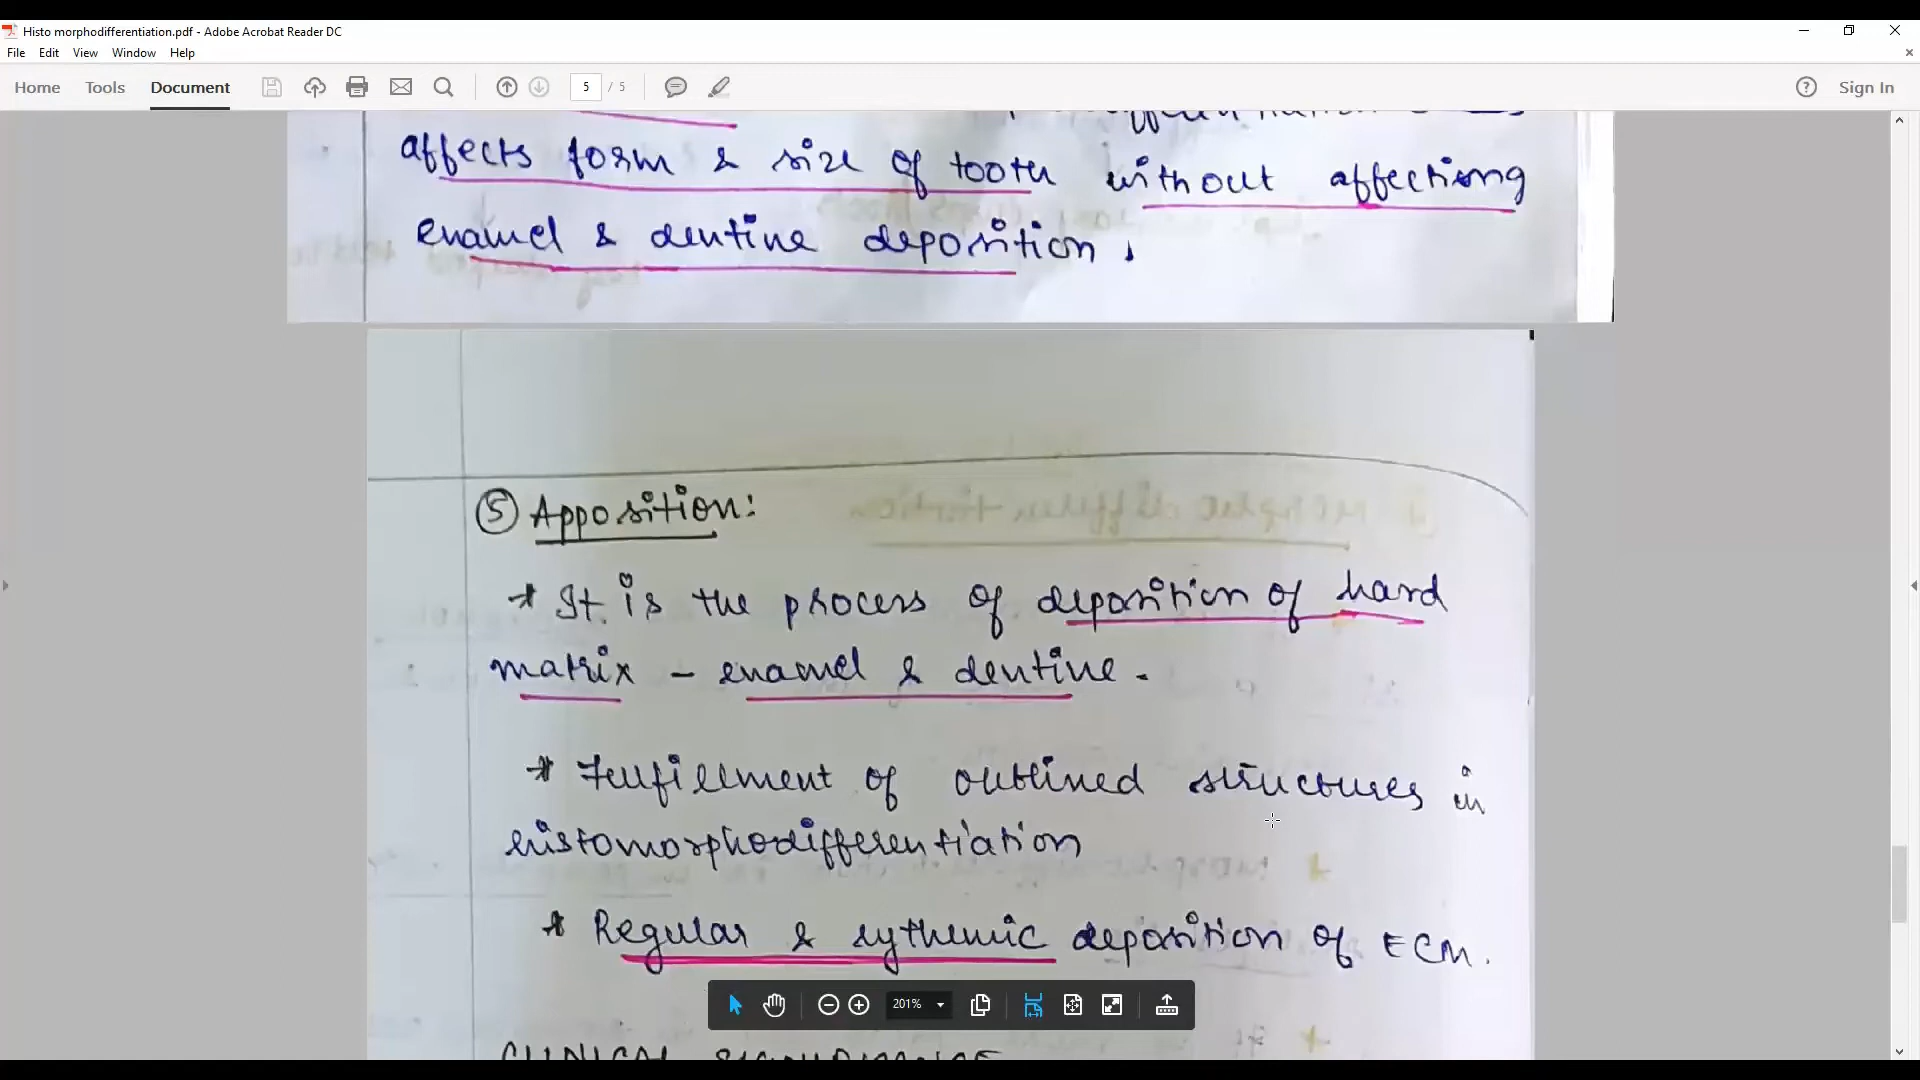 Histo morphodifferentiation.pdf - Adobe Acrobat Reader DC
File Edit View Window Help
Home Tools Document 5 / 5 Sign In
affects form & size of tooth without affectiong
enamel & dentine deposition.
5 Apposition:
* It is the process of deposition of hard
matrix - enamel & dentine.
* Fulfillment of outlined structures in
histomorphodifferentiation
* Regular & rythemic deposition of ECM.
201%